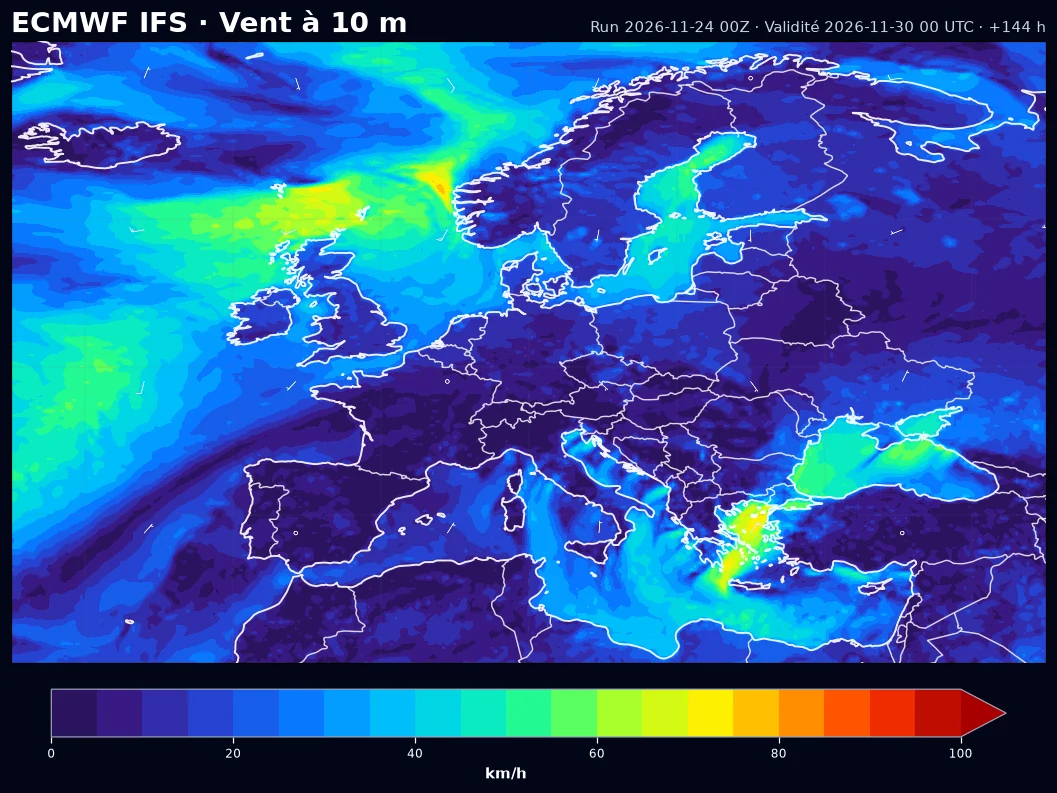 ECMWF IFS · Vent à 10 m
Run 2026-11-24 00Z · Validité 2026-11-30 00 UTC · +144 h
0 20 40 60 80 100
km/h